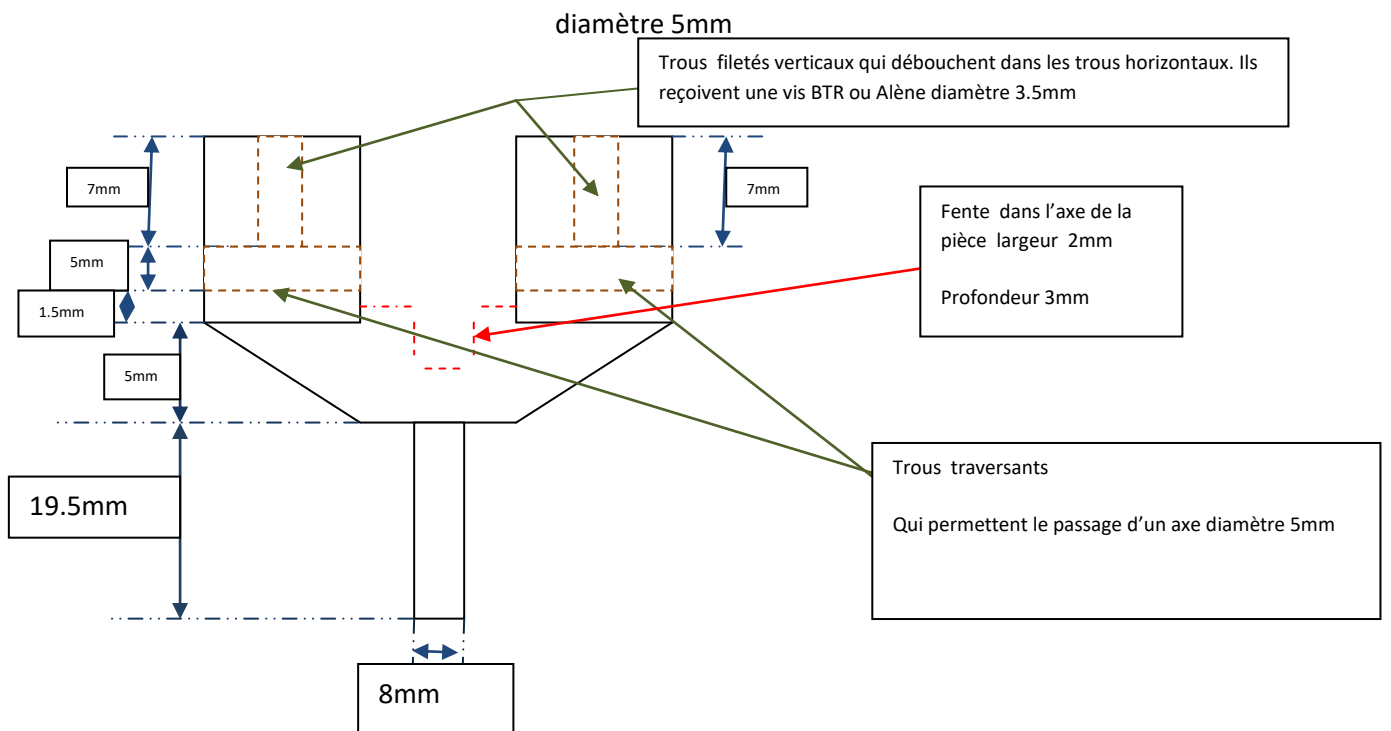 diamètre 5mm
Trous filetés verticaux qui débouchent dans les trous horizontaux. Ils
reçoivent une vis BTR ou Alène diamètre 3.5mm
7mm
7mm
Fente dans l’axe de la
pièce largeur 2mm
Profondeur 3mm
5mm
1.5mm
5mm
Trous traversants
Qui permettent le passage d’un axe diamètre 5mm
19.5mm
8mm